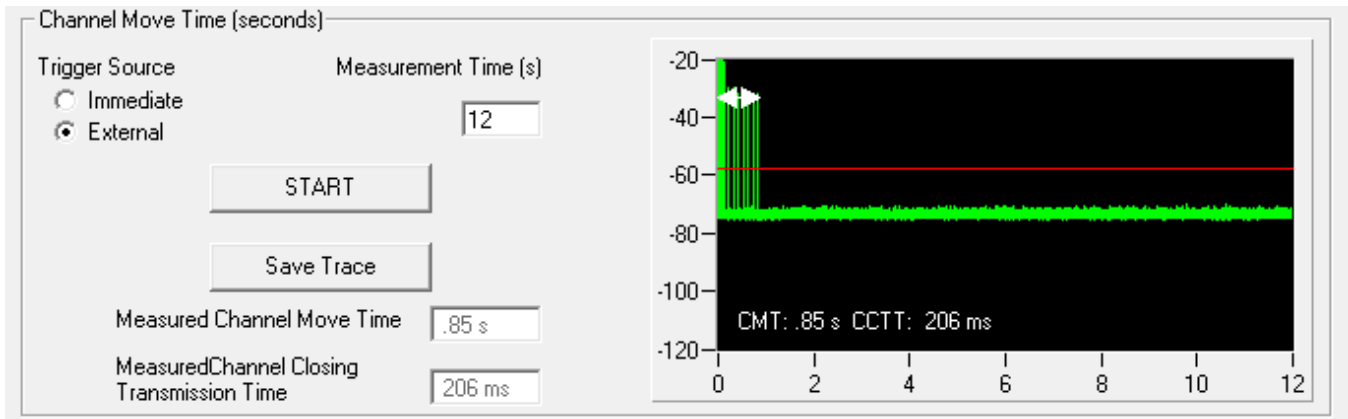 Channel Move Time (seconds)
Trigger Source
Measurement Time (s)
Immediate
External
12
START
Save Trace
Measured Channel Move Time
.85 s
MeasuredChannel Closing
Transmission Time
206 ms
-20
-40
-60
-80
-100
-120
CMT: .85 s CCTT: 206 ms
0 2 4 6 8 10 12